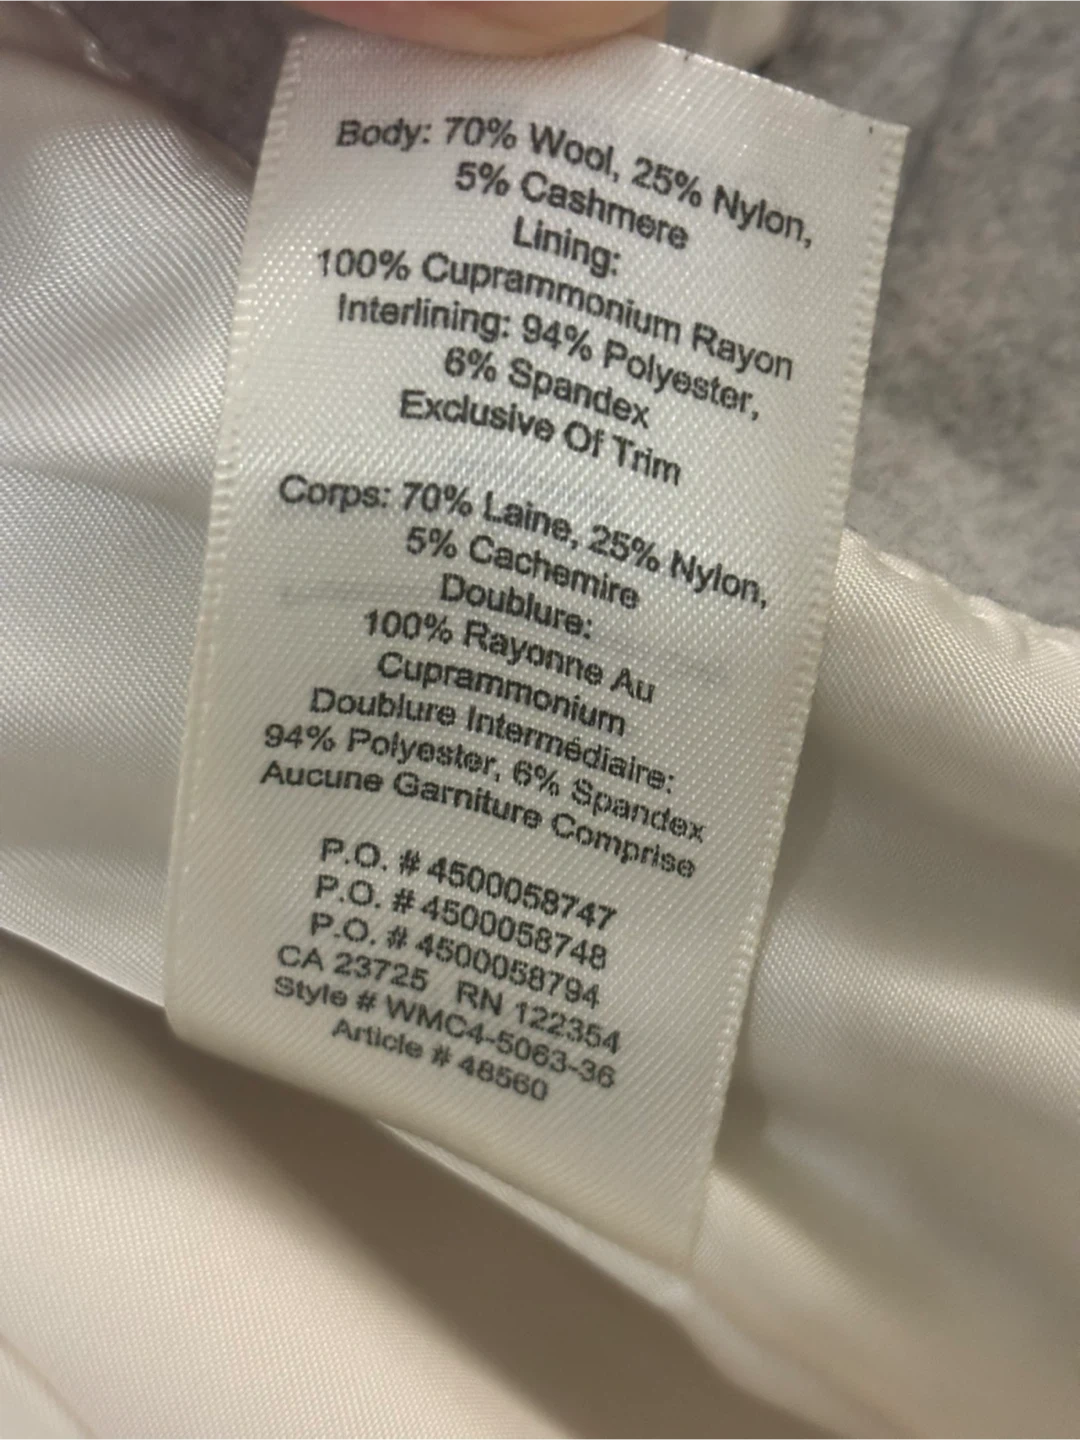 Body: 70% Wool, 25% Nylon,
5% Cashmere
Lining:
100% Cuprammonium Rayon
Interlining: 94% Polyester,
6% Spandex
Exclusive Of Trim
Corps: 70% Laine, 25% Nylon,
5% Cachemire
Doublure:
100% Rayonne Au
Cuprammonium
Doublure Intermédiaire:
94% Polyester, 6% Spandex
Aucune Garniture Comprise
P.O. # 4500058747
P.O. # 4500058748
P.O. # 4500058794
CA 23725 RN 122354
Style # WMC4-5063-36
Article # 48560